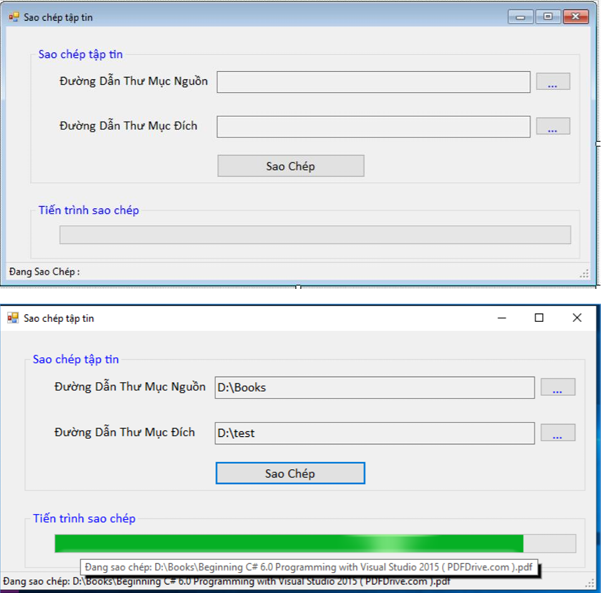 Sao chép tập tin
Sao chép tập tin
Đường Dẫn Thư Mục Nguồn
...
Đường Dẫn Thư Mục Đích
...
Sao Chép
Tiến trình sao chép
Đang Sao Chép :
Sao chép tập tin
Sao chép tập tin
Đường Dẫn Thư Mục Nguồn D:\Books
...
Đường Dẫn Thư Mục Đích D:\test
...
Sao Chép
Tiến trình sao chép
Đang sao chép: D:\Books\Beginning C# 6.0 Programming with Visual Studio 2015 ( PDFDrive.com ).pdf
Đang sao chép: D:\Books\Beginning C# 6.0 Programming with Visual Studio 2015 ( PDFDrive.com ).pdf